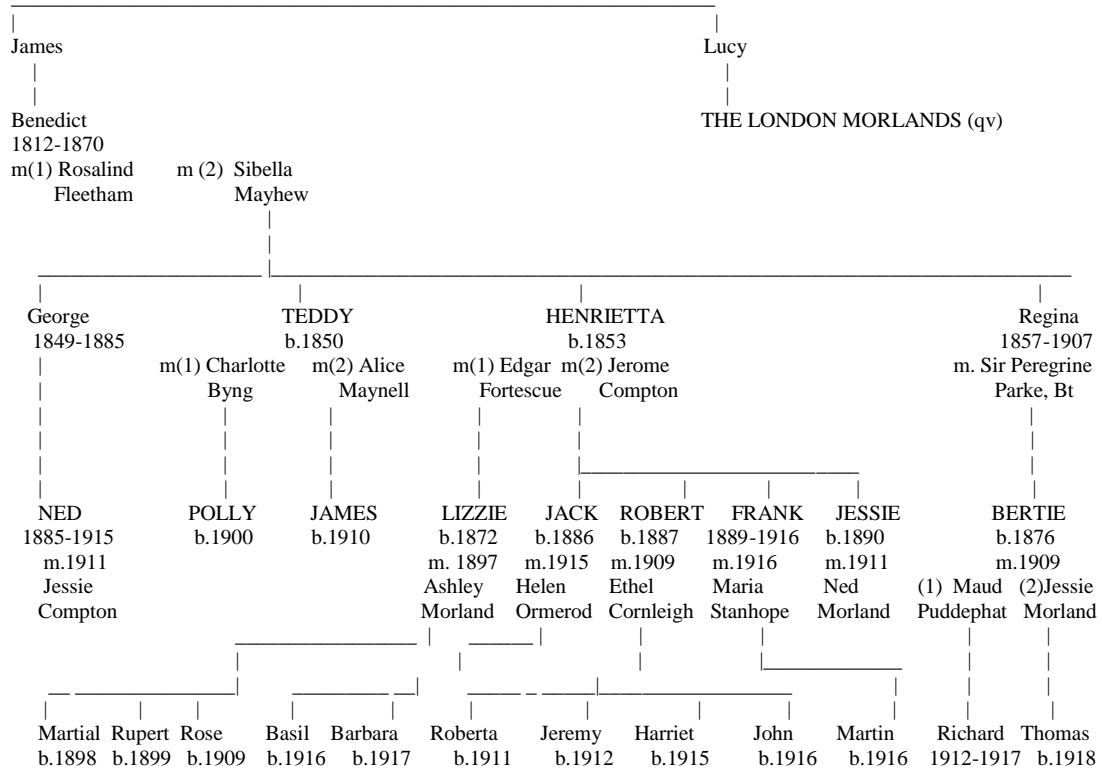 James Lucy
Benedict THE LONDON MORLANDS (qv)
1812-1870
m(1) Rosalind m (2) Sibella
Fleetham Mayhew
George TEDDY HENRIETTA Regina
1849-1885 b.1850 b.1853 1857-1907
m(1) Charlotte m(2) Alice m(1) Edgar m(2) Jerome m. Sir Peregrine
Byng Maynell Fortescue Compton Parke, Bt
NED POLLY JAMES LIZZIE JACK ROBERT FRANK JESSIE BERTIE
1885-1915 b.1900 b.1910 b.1872 b.1886 b.1887 1889-1916 b.1890 b.1876
m.1911 m. 1897 m.1915 m.1909 m.1916 m.1911 m.1909
Jessie Ashley Helen Ethel Maria Ned (1) Maud (2)Jessie
Compton Morland Ormerod Cornleigh Stanhope Morland Puddephat Morland
Martial Rupert Rose Basil Barbara Roberta Jeremy Harriet John Martin Richard Thomas
b.1898 b.1899 b.1909 b.1916 b.1917 b.1911 b.1912 b.1915 b.1916 b.1916 1912-1917 b.1918